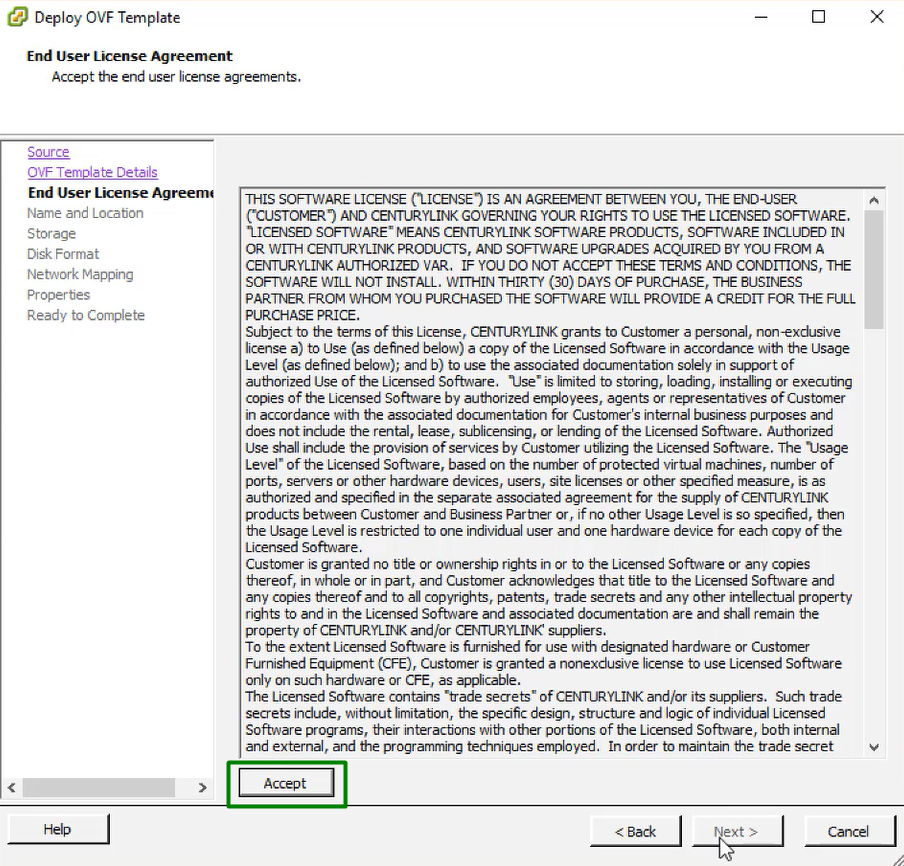 Deploy OVF Template
End User License Agreement
Accept the end user license agreements.
Source
OVF Template Details
End User License Agreeme
Name and Location
Storage
Disk Format
Network Mapping
Properties
Ready to Complete
THIS SOFTWARE LICENSE ("LICENSE") IS AN AGREEMENT BETWEEN YOU, THE END-USER
("CUSTOMER") AND CENTURYLINK GOVERNING YOUR RIGHTS TO USE THE LICENSED SOFTWARE.
"LICENSED SOFTWARE" MEANS CENTURYLINK SOFTWARE PRODUCTS, SOFTWARE INCLUDED IN
OR WITH CENTURYLINK PRODUCTS, AND SOFTWARE UPGRADES ACQUIRED BY YOU FROM A
CENTURYLINK AUTHORIZED VAR.  IF YOU DO NOT ACCEPT THESE TERMS AND CONDITIONS, THE
SOFTWARE WILL NOT INSTALL. WITHIN THIRTY (30) DAYS OF PURCHASE, THE BUSINESS
PARTNER FROM WHOM YOU PURCHASED THE SOFTWARE WILL PROVIDE A CREDIT FOR THE FULL
PURCHASE PRICE.
Subject to the terms of this License, CENTURYLINK grants to Customer a personal, non-exclusive
license a) to Use (as defined below) a copy of the Licensed Software in accordance with the Usage
Level (as defined below); and b) to use the associated documentation solely in support of
authorized Use of the Licensed Software.  "Use" is limited to storing, loading, installing or executing
copies of the Licensed Software by authorized employees, agents or representatives of Customer
in accordance with the associated documentation for Customer's internal business purposes and
does not include the rental, lease, sublicensing, or lending of the Licensed Software. Authorized
Use shall include the provision of services by Customer utilizing the Licensed Software. The "Usage
Level" of the Licensed Software, based on the number of protected virtual machines, number of
ports, servers or other hardware devices, users, site licenses or other specified measure, is as
authorized and specified in the separate associated agreement for the supply of CENTURYLINK
products between Customer and Business Partner or, if no other Usage Level is so specified, then
the Usage Level is restricted to one individual user and one hardware device for each copy of the
Licensed Software.
Customer is granted no title or ownership rights in or to the Licensed Software or any copies
thereof, in whole or in part, and Customer acknowledges that title to the Licensed Software and
any copies thereof and to all copyrights, patents, trade secrets and any other intellectual property
rights to and in the Licensed Software and associated documentation are and shall remain the
property of CENTURYLINK and/or CENTURYLINK' suppliers.
To the extent Licensed Software is furnished for use with designated hardware or Customer
Furnished Equipment (CFE), Customer is granted a nonexclusive license to use Licensed Software
only on such hardware or CFE, as applicable.
The Licensed Software contains "trade secrets" of CENTURYLINK and/or its suppliers.  Such trade
secrets include, without limitation, the specific design, structure and logic of individual Licensed
Software programs, their interactions with other portions of the Licensed Software, both internal
and external, and the programming techniques employed.  In order to maintain the trade secret
Accept
Help
< Back
Next >
Cancel